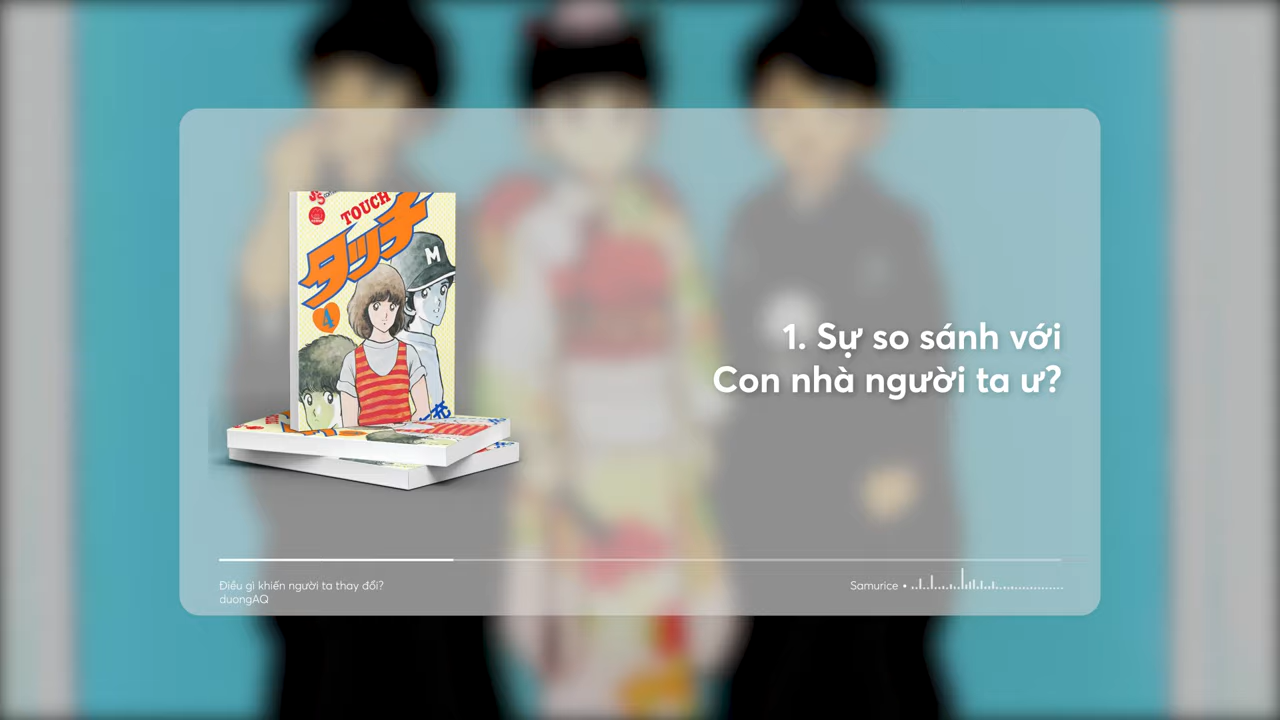 TOUCH
タッチ
4
M
1. Sự so sánh với
Con nhà người ta ư?
Điều gì khiến người ta thay đổi?
duongAQ
Samurice •